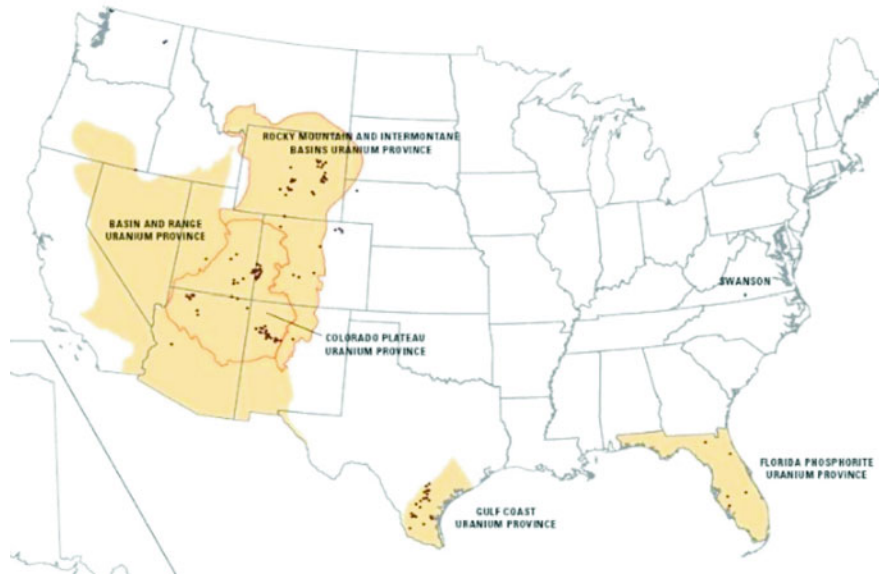 ROCKY MOUNTAIN AND INTERMONTANE
BASINS URANIUM PROVINCE
BASIN AND RANGE
URANIUM PROVINCE
SWANSON
COLORADO PLATEAU
URANIUM PROVINCE
FLORIDA PHOSPHORITE
URANIUM PROVINCE
GULF COAST
URANIUM PROVINCE